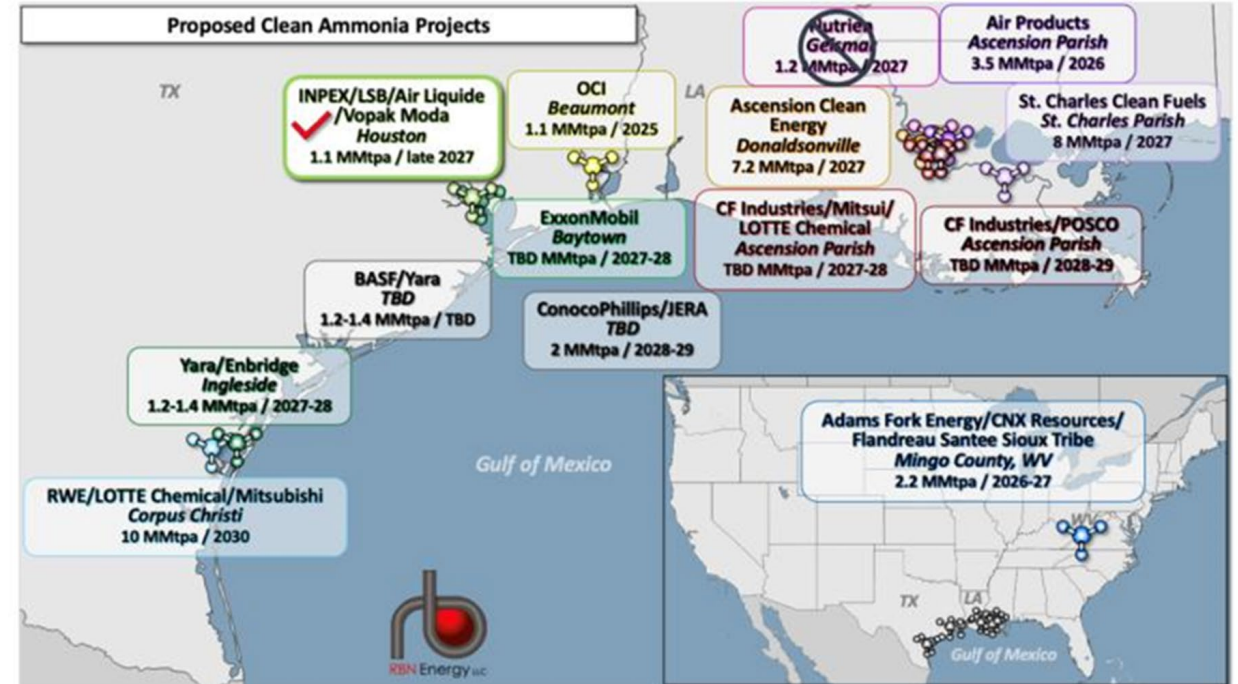 Proposed Clean Ammonia Projects
TX
LA
INPEX/LSB/Air Liquide
/Vopak Moda
Houston
1.1 MMtpa / late 2027
OCI
Beaumont
1.1 MMtpa / 2025
Nutrien
Geismar
1.2 MMtpa / 2027
Air Products
Ascension Parish
3.5 MMtpa / 2026
Ascension Clean
Energy
Donaldsonville
7.2 MMtpa / 2027
St. Charles Clean Fuels
St. Charles Parish
8 MMtpa / 2027
ExxonMobil
Baytown
TBD MMtpa / 2027-28
CF Industries/Mitsui/
LOTTE Chemical
Ascension Parish
TBD MMtpa / 2027-28
CF Industries/POSCO
Ascension Parish
TBD MMtpa / 2028-29
BASF/Yara
TBD
1.2-1.4 MMtpa / TBD
ConocoPhillips/JERA
TBD
2 MMtpa / 2028-29
Yara/Enbridge
Ingleside
1.2-1.4 MMtpa / 2027-28
RWE/LOTTE Chemical/Mitsubishi
Corpus Christi
10 MMtpa / 2030
Gulf of Mexico
RBN Energy LLC
Adams Fork Energy/CNX Resources/
Flandreau Santee Sioux Tribe
Mingo County, WV
2.2 MMtpa / 2026-27
WV
TX
LA
Gulf of Mexico